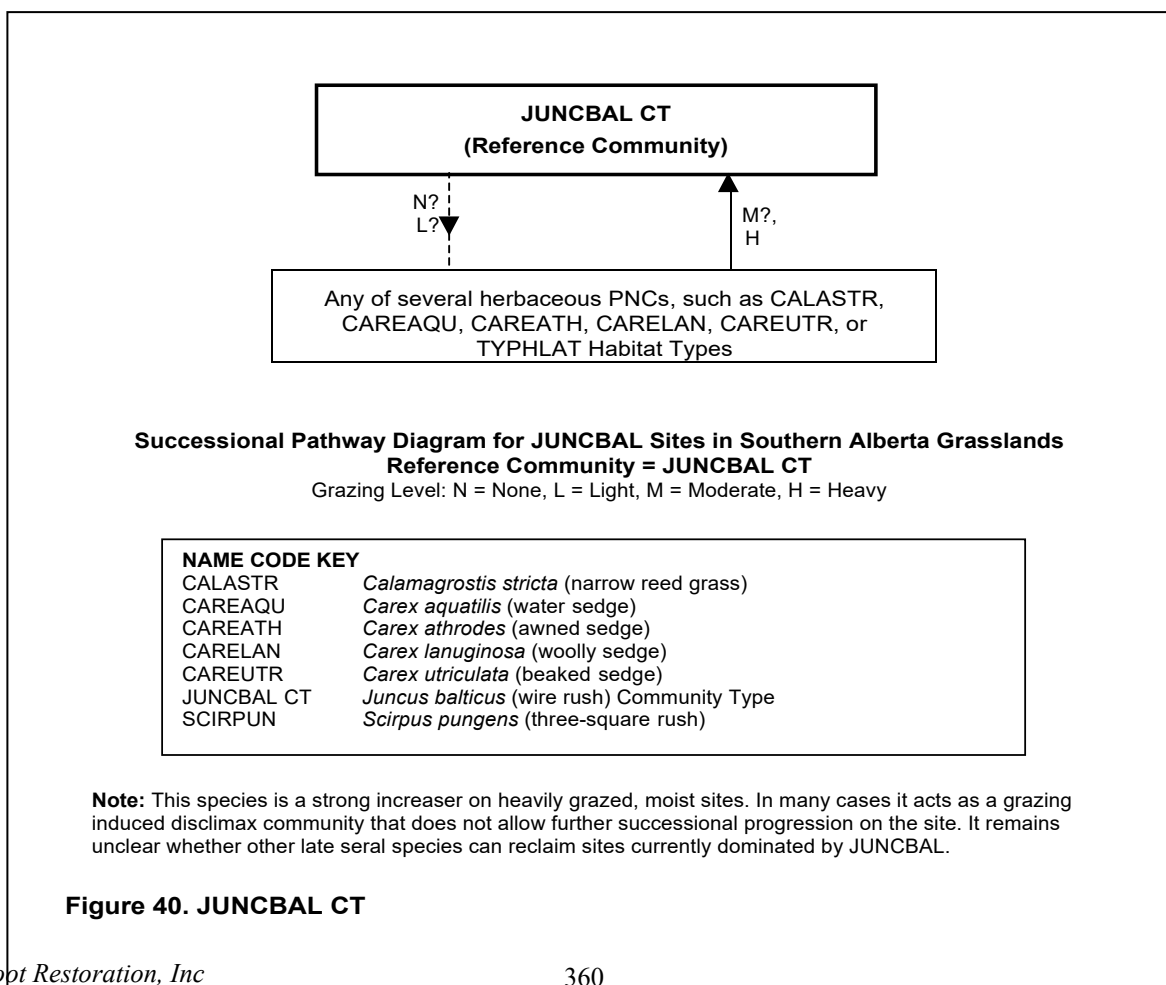 JUNCBAL CT
(Reference Community)
N?
L?
M?,
H
Any of several herbaceous PNCs, such as CALASTR,
CAREAQU, CAREATH, CARELAN, CAREUTR, or
TYPHLAT Habitat Types
Successional Pathway Diagram for JUNCBAL Sites in Southern Alberta Grasslands
Reference Community = JUNCBAL CT
Grazing Level: N = None, L = Light, M = Moderate, H = Heavy
NAME CODE KEY
CALASTR Calamagrostis stricta (narrow reed grass)
CAREAQU Carex aquatilis (water sedge)
CAREATH Carex athrodes (awned sedge)
CARELAN Carex lanuginosa (woolly sedge)
CAREUTR Carex utriculata (beaked sedge)
JUNCBAL CT Juncus balticus (wire rush) Community Type
SCIRPUN Scirpus pungens (three-square rush)
Note: This species is a strong increaser on heavily grazed, moist sites. In many cases it acts as a grazing
induced disclimax community that does not allow further successional progression on the site. It remains
unclear whether other late seral species can reclaim sites currently dominated by JUNCBAL.
Figure 40. JUNCBAL CT
Restoration, Inc 360